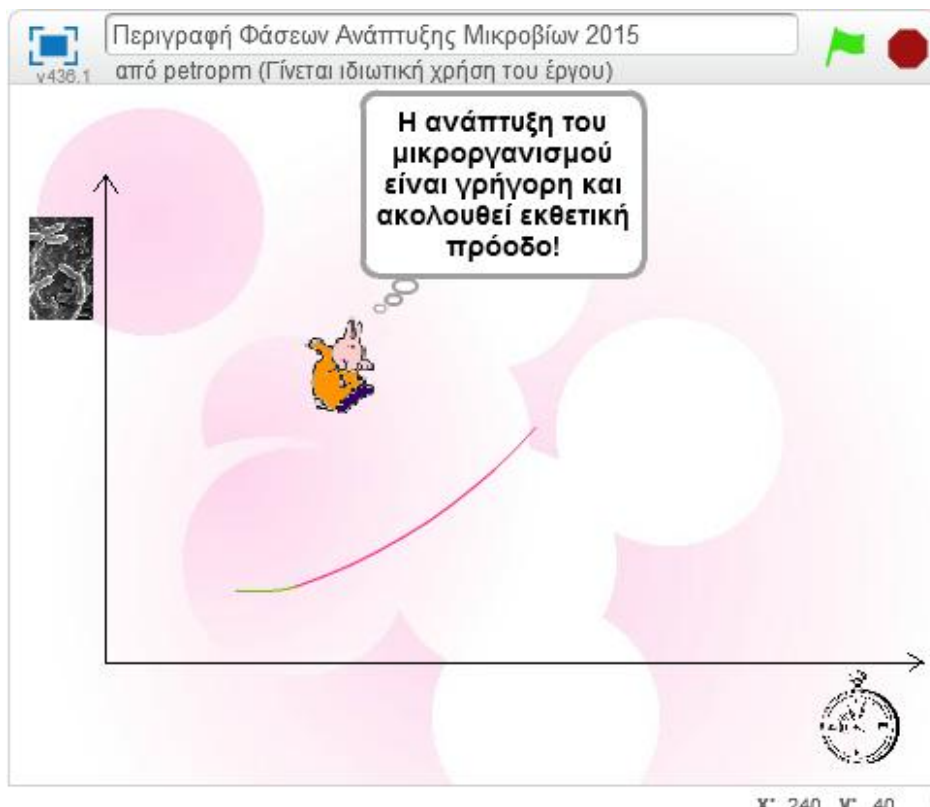 Περιγραφή Φάσεων Ανάπτυξης Μικροβίων 2015
v436.1
από petropm (Γίνεται ιδιωτική χρήση του έργου)
Η ανάπτυξη του
μικροργανισμού
είναι γρήγορη και
ακολουθεί εκθετική
πρόοδο!
X: 240 Y: 40